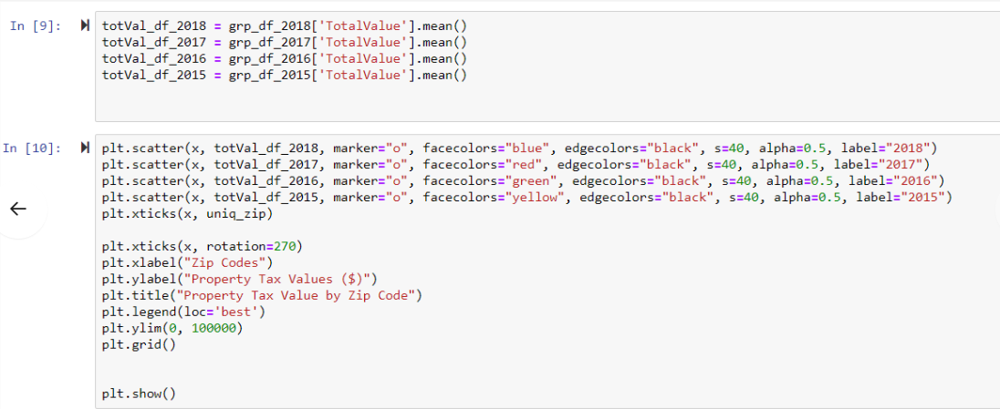 In [9]:
totVal_df_2018 = grp_df_2018['TotalValue'].mean()
totVal_df_2017 = grp_df_2017['TotalValue'].mean()
totVal_df_2016 = grp_df_2016['TotalValue'].mean()
totVal_df_2015 = grp_df_2015['TotalValue'].mean()
In [10]:
plt.scatter(x, totVal_df_2018, marker="o", facecolors="blue", edgecolors="black", s=40, alpha=0.5, label="2018")
plt.scatter(x, totVal_df_2017, marker="o", facecolors="red", edgecolors="black", s=40, alpha=0.5, label="2017")
plt.scatter(x, totVal_df_2016, marker="o", facecolors="green", edgecolors="black", s=40, alpha=0.5, label="2016")
plt.scatter(x, totVal_df_2015, marker="o", facecolors="yellow", edgecolors="black", s=40, alpha=0.5, label="2015")
plt.xticks(x, uniq_zip)
plt.xticks(x, rotation=270)
plt.xlabel("Zip Codes")
plt.ylabel("Property Tax Values ($)")
plt.title("Property Tax Value by Zip Code")
plt.legend(loc='best')
plt.ylim(0, 100000)
plt.grid()
plt.show()